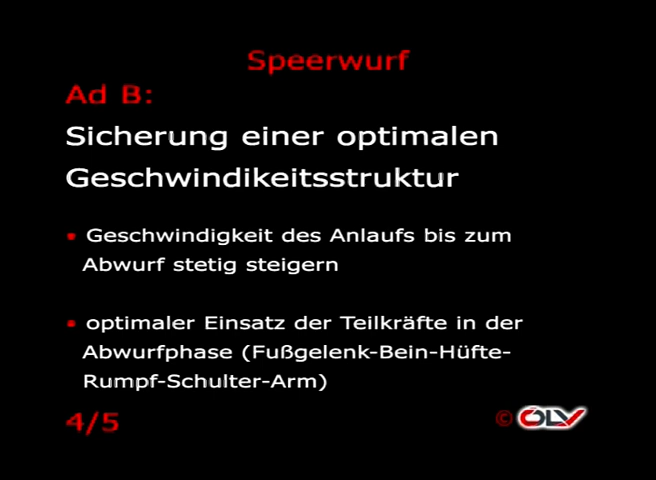 Speerwurf
Ad B:
Sicherung einer optimalen
Geschwindikeitsstruktur
• Geschwindigkeit des Anlaufs bis zum
Abwurf stetig steigern
• optimaler Einsatz der Teilkräfte in der
Abwurfphase (Fußgelenk-Bein-Hüfte-
Rumpf-Schulter-Arm)
4/5
© ÖLV